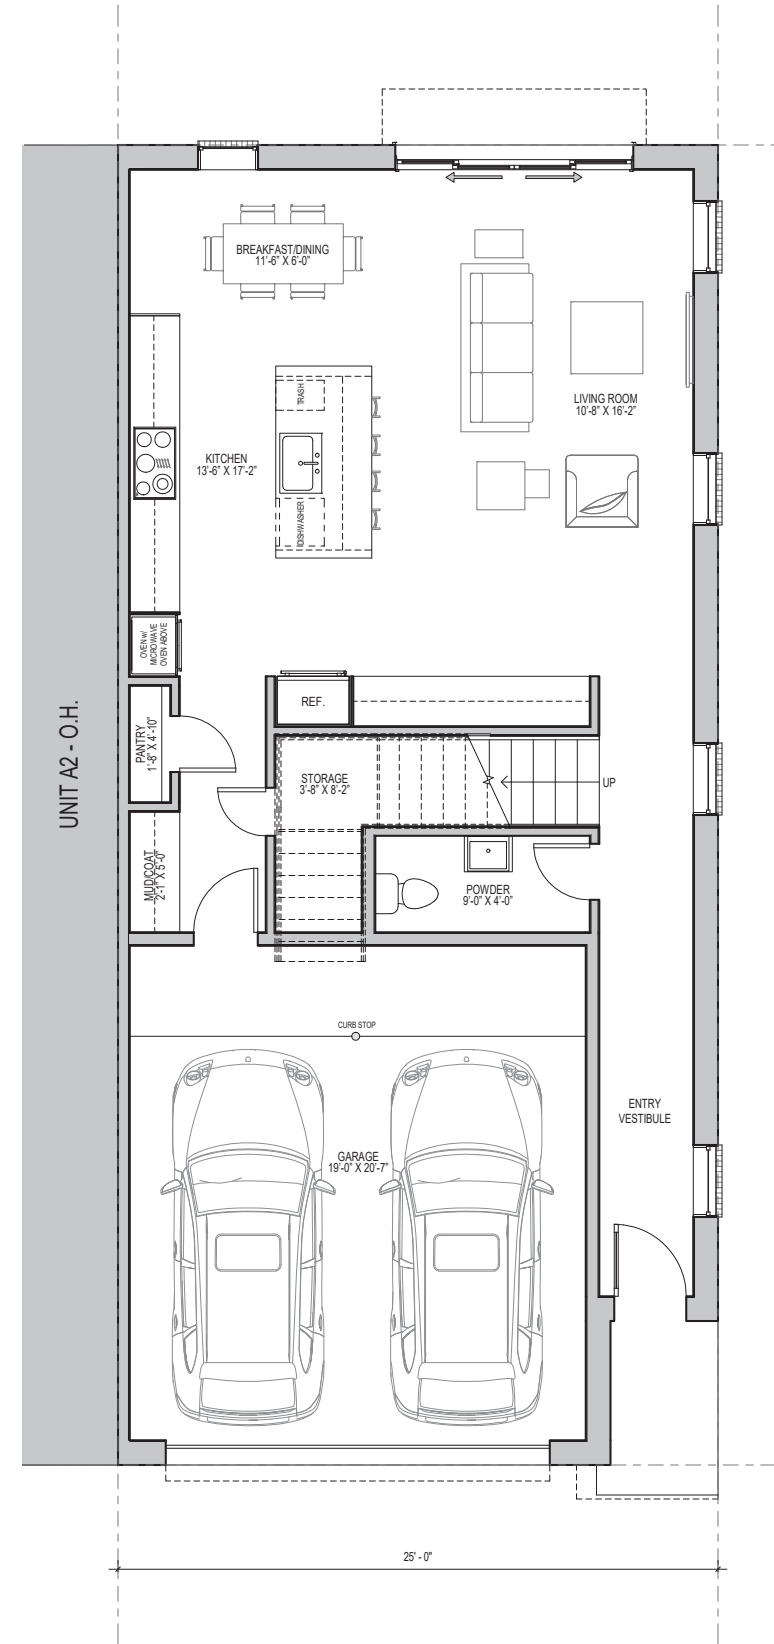 BREAKFAST/DINING
11'-6" X 6'-0"
TRASH
LIVING ROOM
10'-8" X 16'-2"
KITCHEN
13'-6" X 17'-2"
DISHWASHER
OVEN w/
MICROWAVE
OVEN ABOVE
REF.
UNIT A2 - O.H.
PANTRY
1'-8" X 4'-10"
STORAGE
3'-8" X 8'-2"
UP
MUD/COAT
2'-1" X 5'-0"
POWDER
9'-0" X 4'-0"
CURB STOP
ENTRY
VESTIBULE
GARAGE
19'-0" X 20'-7"
25' - 0"